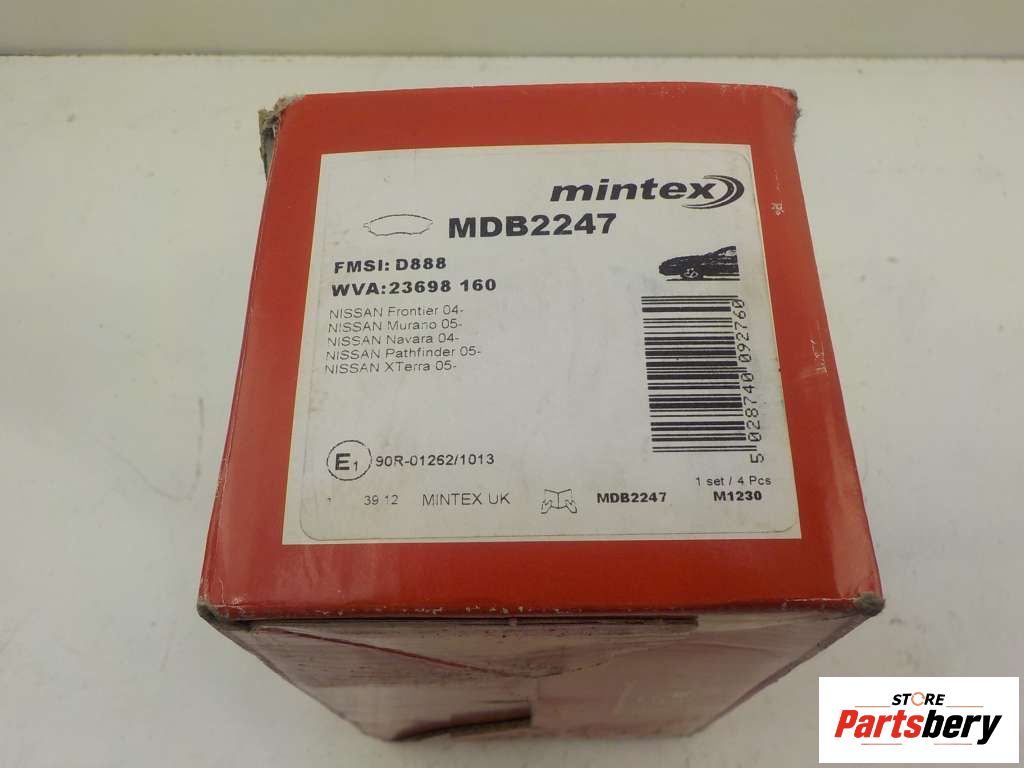 mintex
MDB2247
FMSI: D888
WVA:23698 160
NISSAN Frontier 04-
NISSAN Murano 05-
NISSAN Navara 04-
NISSAN Pathfinder 05-
NISSAN XTerra 05-
5 028740 092760
E1 90R-01262/1013
1 set / 4 Pcs
1 39 12 MINTEX UK MDB2247 M1230
STORE
Partsbery